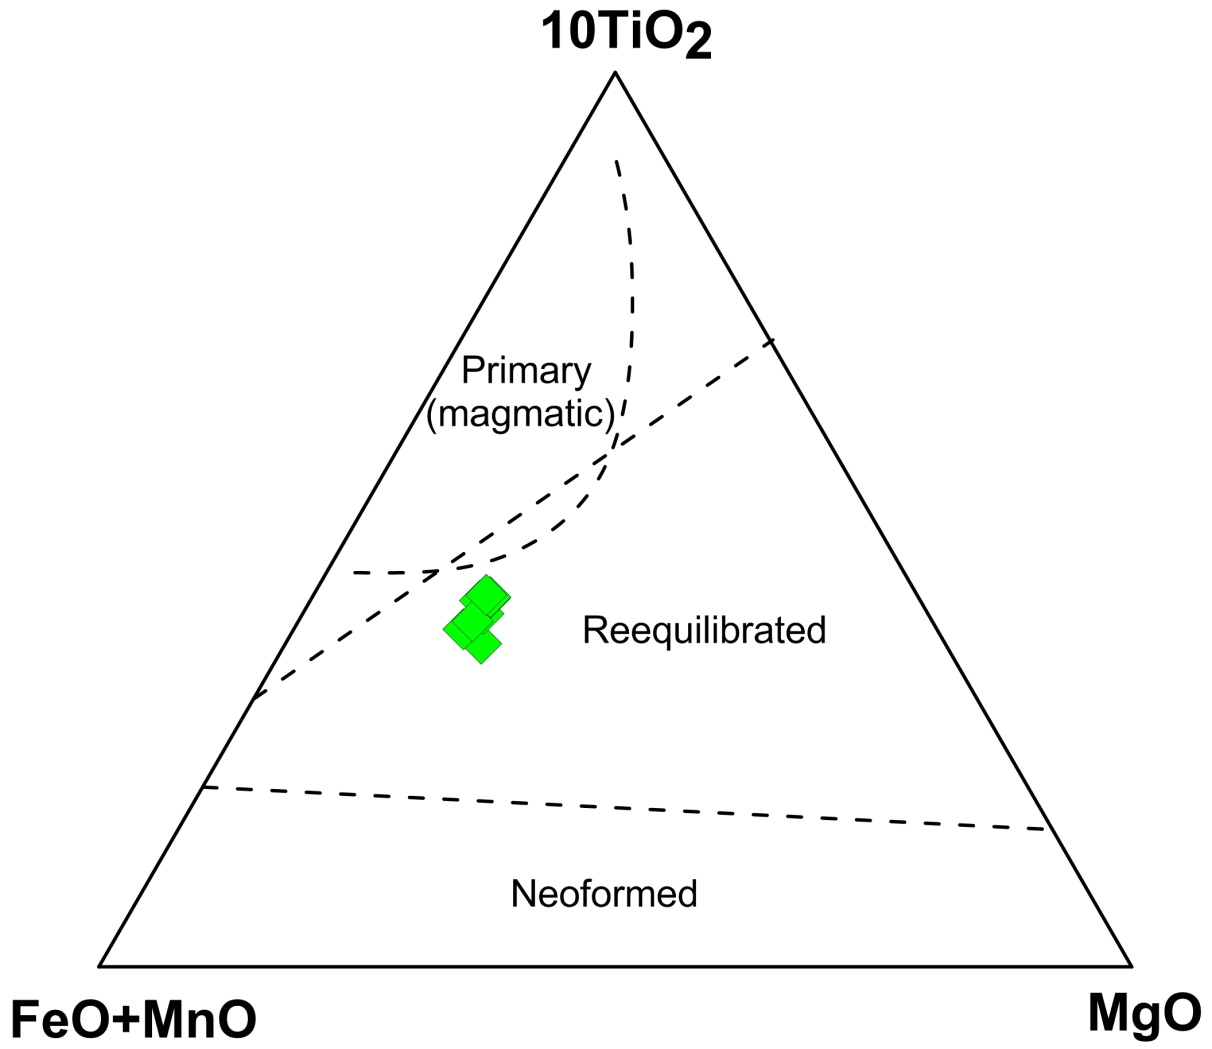 10TiO2
Primary
(magmatic)
Reequilibrated
Neoformed
FeO+MnO
MgO